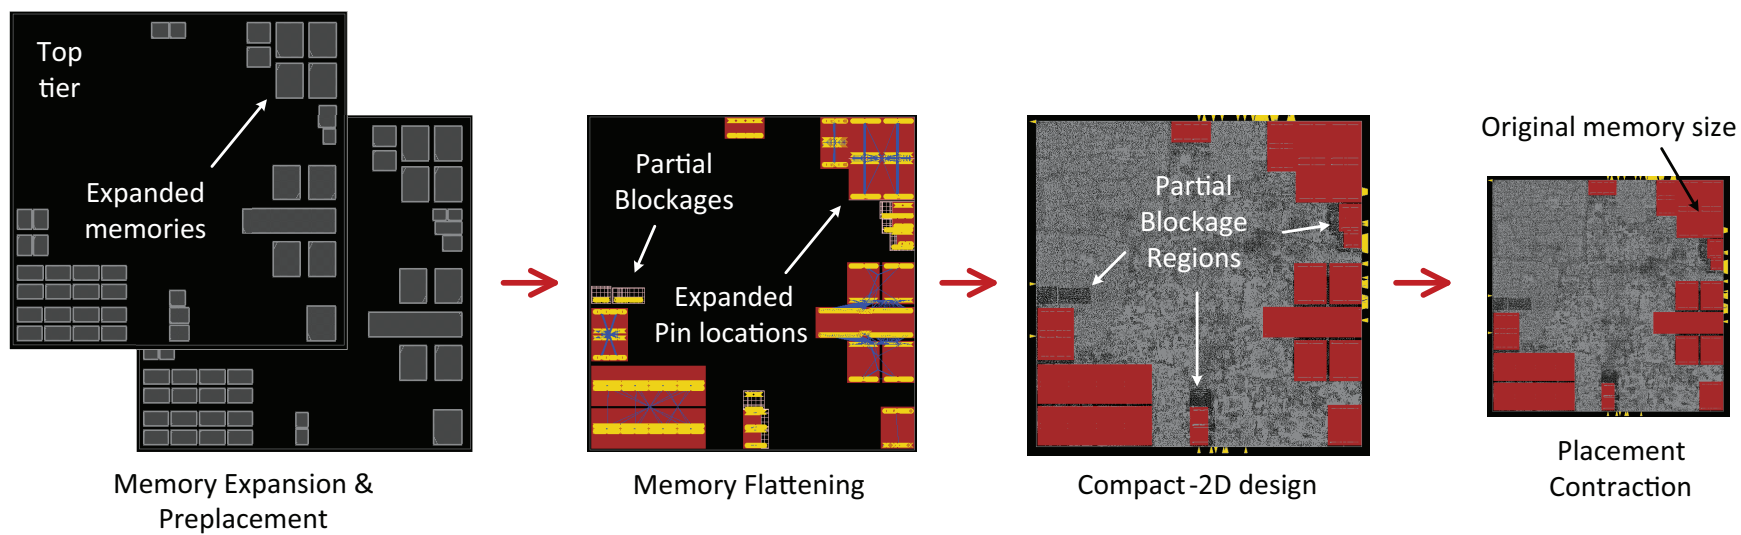 Top
tier
Expanded
memories
Memory Expansion &
Preplacement
Partial
Blockages
Expanded
Pin locations
Memory Flattening
Partial
Blockage
Regions
Compact-2D design
Original memory size
Placement
Contraction